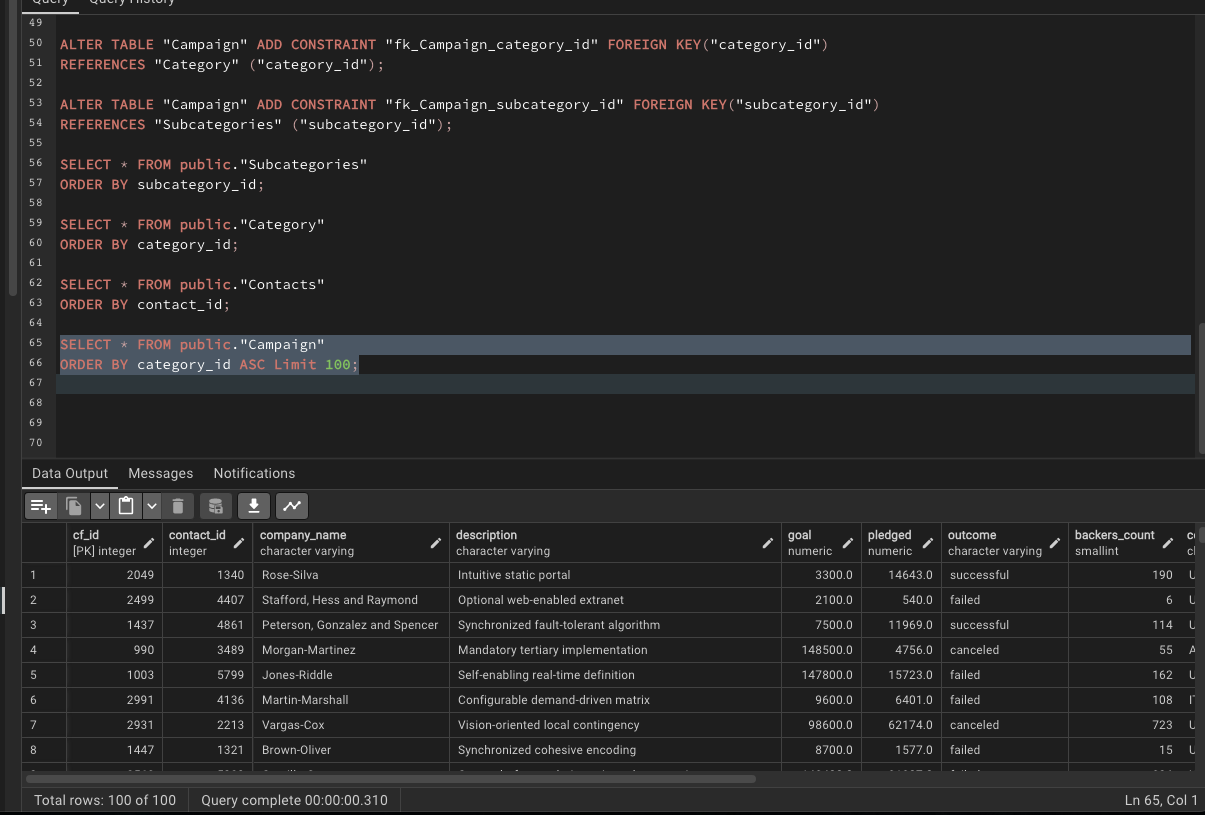 Query Query History
49
50 ALTER TABLE "Campaign" ADD CONSTRAINT "fk_Campaign_category_id" FOREIGN KEY("category_id")
51 REFERENCES "Category" ("category_id");
52
53 ALTER TABLE "Campaign" ADD CONSTRAINT "fk_Campaign_subcategory_id" FOREIGN KEY("subcategory_id")
54 REFERENCES "Subcategories" ("subcategory_id");
55
56 SELECT * FROM public."Subcategories"
57 ORDER BY subcategory_id;
58
59 SELECT * FROM public."Category"
60 ORDER BY category_id;
61
62 SELECT * FROM public."Contacts"
63 ORDER BY contact_id;
64
65 SELECT * FROM public."Campaign"
66 ORDER BY category_id ASC Limit 100;
67
68
69
70
Data Output Messages Notifications
cf_id contact_id company_name description goal pledged outcome backers_count
[PK] integer integer character varying character varying numeric numeric character varying smallint
1 2049 1340 Rose-Silva Intuitive static portal 3300.0 14643.0 successful 190
2 2499 4407 Stafford, Hess and Raymond Optional web-enabled extranet 2100.0 540.0 failed 6
3 1437 4861 Peterson, Gonzalez and Spencer Synchronized fault-tolerant algorithm 7500.0 11969.0 successful 114
4 990 3489 Morgan-Martinez Mandatory tertiary implementation 148500.0 4756.0 canceled 55
5 1003 5799 Jones-Riddle Self-enabling real-time definition 147800.0 15723.0 failed 162
6 2991 4136 Martin-Marshall Configurable demand-driven matrix 9600.0 6401.0 failed 108
7 2931 2213 Vargas-Cox Vision-oriented local contingency 98600.0 62174.0 canceled 723
8 1447 1321 Brown-Oliver Synchronized cohesive encoding 8700.0 1577.0 failed 15
Total rows: 100 of 100 Query complete 00:00:00.310 Ln 65, Col 1